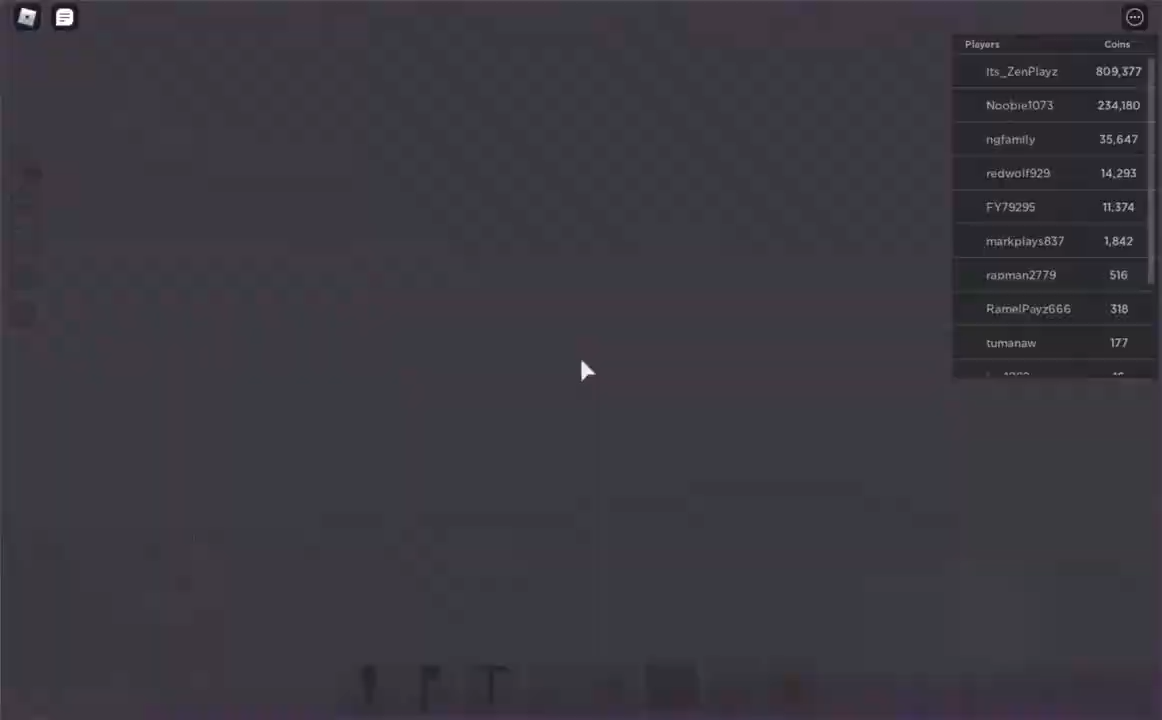 Players Coins
Its_ZenPlayz 809,377
Noobie1073 234,180
ngfamily 35,647
redwolf929 14,293
FY79295 11,374
markplays837 1,842
rapman2779 516
RamelPayz666 318
tumanaw 177